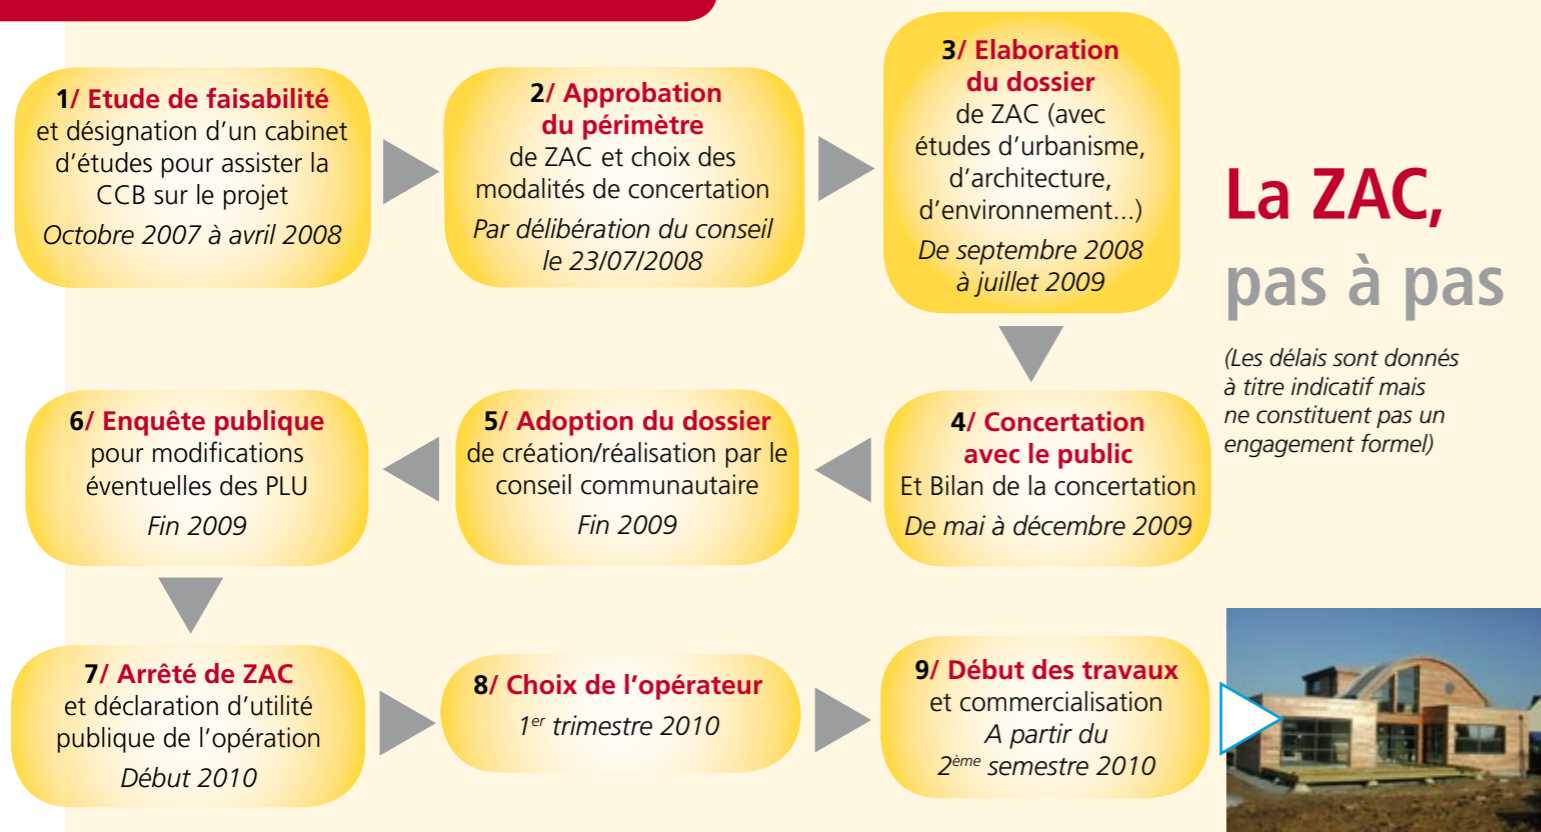 1/ Etude de faisabilité
et désignation d’un cabinet
d’études pour assister la
CCB sur le projet
Octobre 2007 à avril 2008
2/ Approbation
du périmètre
de ZAC et choix des
modalités de concertation
Par délibération du conseil
le 23/07/2008
3/ Elaboration
du dossier
de ZAC (avec
études d’urbanisme,
d’architecture,
d’environnement...)
De septembre 2008
à juillet 2009
La ZAC,
pas à pas
(Les délais sont donnés
à titre indicatif mais
ne constituent pas un
engagement formel)
4/ Concertation
avec le public
Et Bilan de la concertation
De mai à décembre 2009
5/ Adoption du dossier
de création/réalisation par le
conseil communautaire
Fin 2009
6/ Enquête publique
pour modifications
éventuelles des PLU
Fin 2009
7/ Arrêté de ZAC
et déclaration d’utilité
publique de l’opération
Début 2010
8/ Choix de l’opérateur
1er trimestre 2010
9/ Début des travaux
et commercialisation
A partir du
2ème semestre 2010